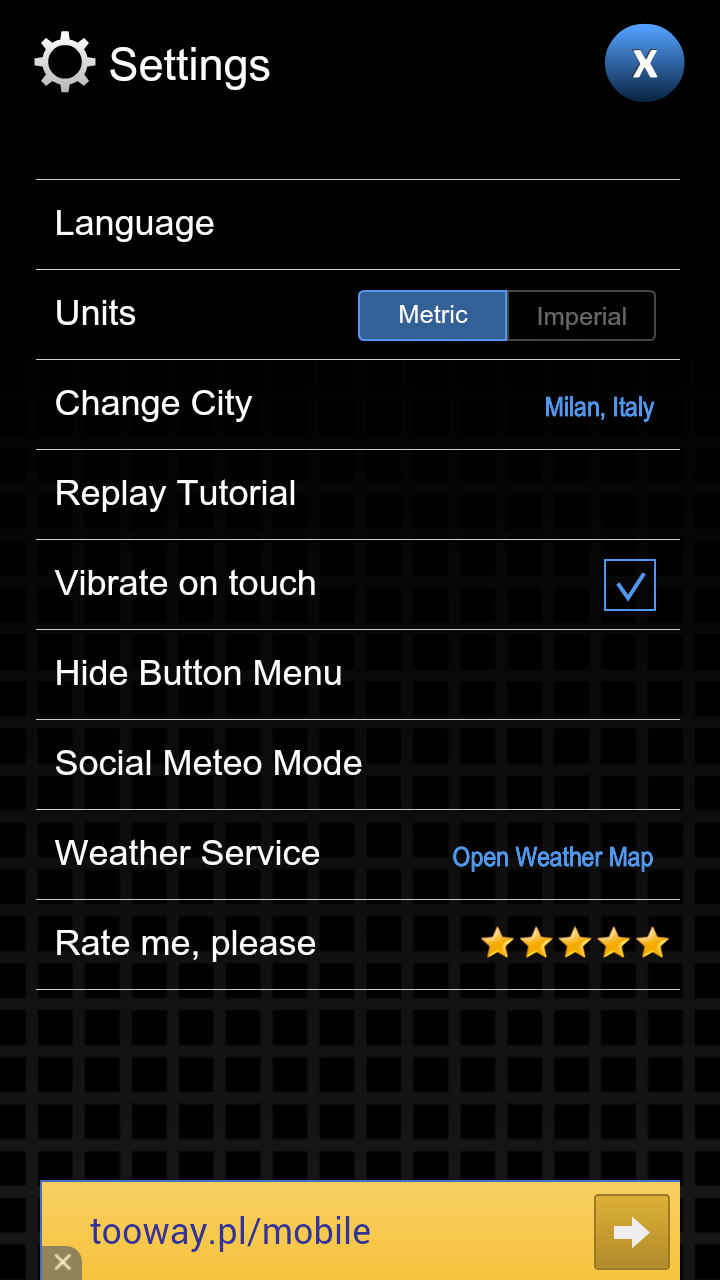 Settings
X
Language
Units
Metric
Imperial
Change City
Milan, Italy
Replay Tutorial
Vibrate on touch
Hide Button Menu
Social Meteo Mode
Weather Service
Open Weather Map
Rate me, please
tooway.pl/mobile